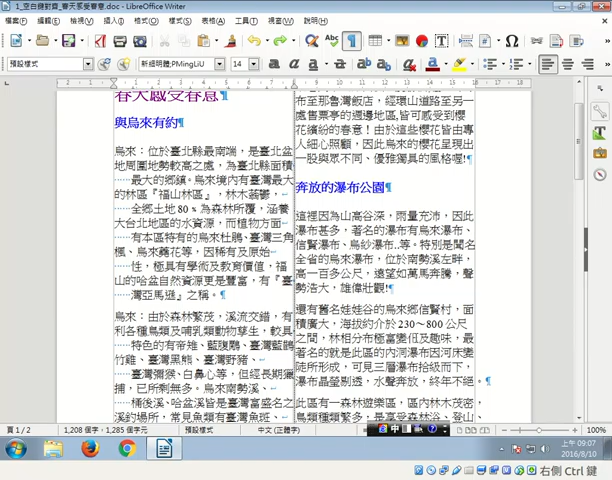 1_空白鍵對齊_春天感受春意.doc - LibreOffice Writer
檔案(F) 編輯(E) 檢視(V) 插入(I) 格式(O) 樣式(S) 表格(A) 工具(T) 視窗(W) 說明(H)
預設樣式 新細明體;PMingLiU 14
春天感受春意¶
與烏來有約¶
烏來：位於臺北縣最南端，是臺北盆
地周圍地勢較高之處，為臺北縣面積
最大的鄉鎮。烏來境內有臺灣最大
的林區『福山林區』，林木蓊鬱，
全鄉土地 80﹪為森林所覆，涵養
大台北地區的水資源，而植物方面
有本區特有的烏來杜鵑、臺灣三角
楓、烏來藨花等，因稀有及原始
性，極具有學術及教育價值，福
山的哈盆自然資源更是豐富，有『臺
灣亞馬遜』之稱。¶
烏來：由於森林繁茂，溪流交錯，有
利各種鳥類及哺乳類動物孳生，較具
特色的有帝雉、藍腹鷴、臺灣藍鵲
竹雞、臺灣黑熊、臺灣野豬、
臺灣獼猴、白鼻心等，但經長期獵
捕，已所剩無多。烏來南勢溪、
桶後溪、哈盆溪皆是臺灣富盛名之
溪釣場所，常見魚類有臺灣魚斑、
布至那魯灣飯店，經環山道路至另一
處售票亭的週邊地區,皆可感受到櫻
花繽紛的春意！由於這些櫻花皆由專
人細心照顧，因此烏來的櫻花呈現出
一股與眾不同、優雅獨具的風格喔!¶
奔放的瀑布公園¶
這裡因為山高谷深，雨量充沛，因此
瀑布甚多，著名的瀑布有烏來瀑布、
信賢瀑布、烏紗瀑布..等。特別是聞名
全省的烏來瀑布，位於南勢溪左畔，
高一百多公尺，遠望如萬馬奔騰，聲
勢浩大，雄偉壯觀!¶
還有舊名娃娃谷的烏來鄉信賢村，面
積廣大，海拔約介於 230～800 公尺
之間，林相分布極富變化及趣味，最
著名的就是此區的內洞瀑布因河床變
陡所形成，可見三層瀑布拾級而下，
瀑布晶瑩剔透，水聲奔放，終年不絕。¶
此區有一森林遊樂區，區內林木茂密，
鳥類種類繁多，是享受森林浴、登山、
頁 1 / 2 1,208 個字，1,285 個字元 預設樣式 中文 (正體字) 100%
上午 09:07
2016/8/10
右側 Ctrl 鍵